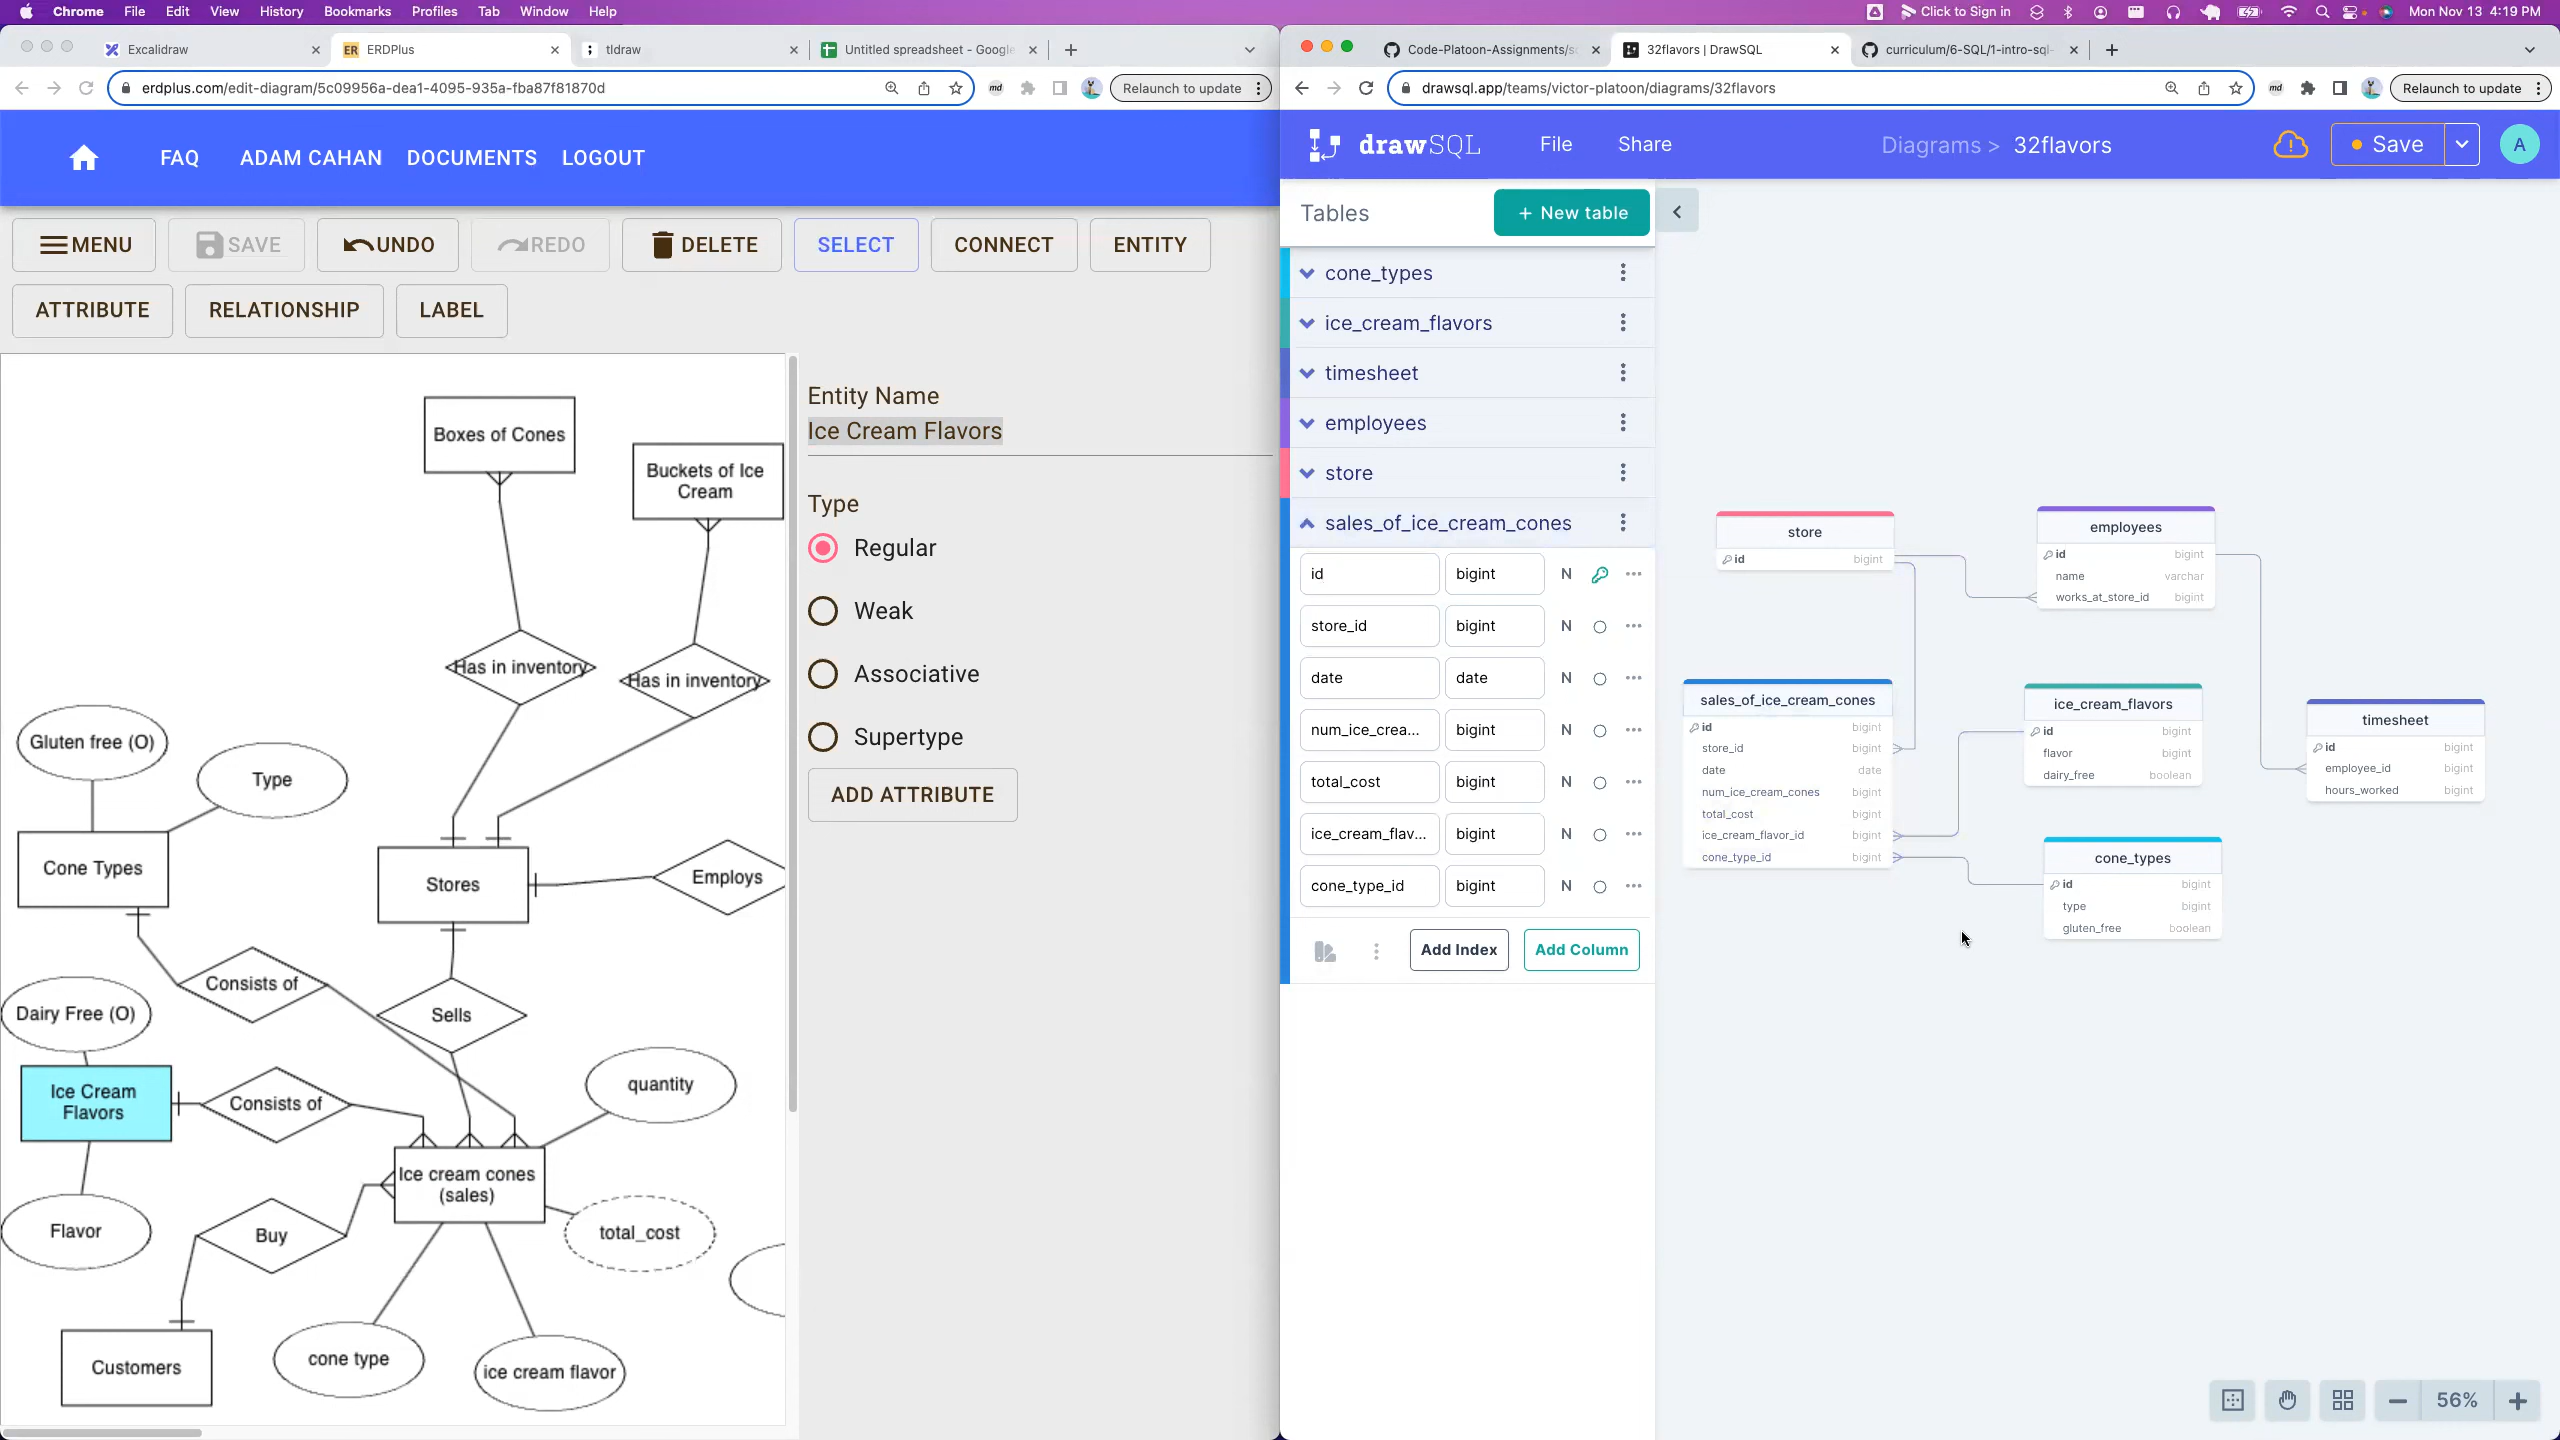 Chrome File Edit View History Bookmarks Profiles Tab Window Help
Click to Sign in Mon Nov 13 4:19 PM
Excalidraw ERDPlus tldraw Untitled spreadsheet - Google
erdplus.com/edit-diagram/5c09956a-dea1-4095-935a-fba87f81870d
md
Relaunch to update
FAQ ADAM CAHAN DOCUMENTS LOGOUT
MENU SAVE UNDO REDO DELETE SELECT CONNECT ENTITY
ATTRIBUTE RELATIONSHIP LABEL
Boxes of Cones
Buckets of Ice
Cream
Has in inventory
Has in inventory
Gluten free (O)
Type
Cone Types
Stores
Employs
Consists of
Sells
Dairy Free (O)
Ice Cream
Flavors
Consists of
quantity
Flavor
Ice cream cones
(sales)
total_cost
Buy
Customers
cone type
ice cream flavor
Entity Name
Ice Cream Flavors
Type
Regular
Weak
Associative
Supertype
ADD ATTRIBUTE
Code-Platoon-Assignments/ 32flavors | DrawSQL curriculum/6-SQL/1-intro-sql-
drawsql.app/teams/victor-platoon/diagrams/32flavors
md
Relaunch to update
drawSQL File Share Diagrams > 32flavors Save A
Tables + New table
cone_types
ice_cream_flavors
timesheet
employees
store
sales_of_ice_cream_cones
id bigint N
store_id bigint N
date date N
num_ice_crea... bigint N
total_cost bigint N
ice_cream_flav... bigint N
cone_type_id bigint N
Add Index Add Column
store
id bigint
employees
id bigint
name varchar
works_at_store_id bigint
sales_of_ice_cream_cones
id bigint
store_id bigint
date date
num_ice_cream_cones bigint
total_cost bigint
ice_cream_flavor_id bigint
cone_type_id bigint
ice_cream_flavors
id bigint
flavor bigint
dairy_free boolean
timesheet
id bigint
employee_id bigint
hours_worked bigint
cone_types
id bigint
type bigint
gluten_free boolean
56%